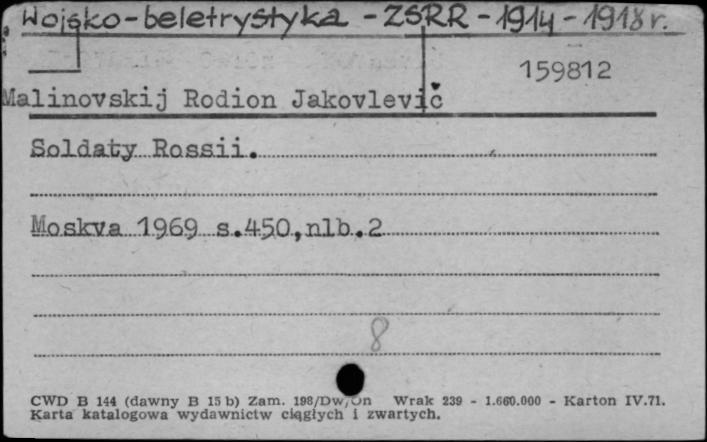 Wojsko-beletrystyka - ZSRR - 1914 - 1918 r.
159812
Malinovskij Rodion Jakovlevič
Soldaty Rossii.
Moskva 1969 s.450,nlb.2
8
CWD B 144 (dawny B 15 b) Zam. 198/Dw/On Wrak 239 - 1.660.000 - Karton IV.71.
Karta katalogowa wydawnictw ciągłych i zwartych.